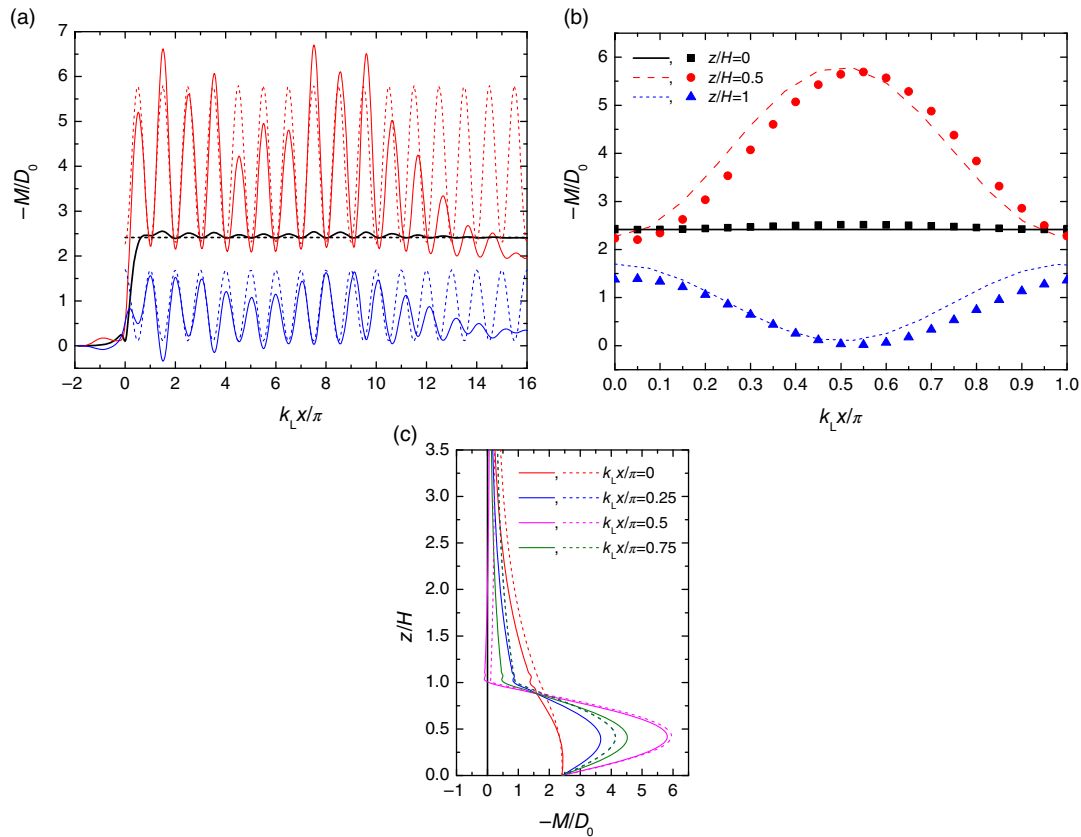 (a)
7
6
5
4
3
2
1
0
−M/D0
−2 0 2 4 6 8 10 12 14 16
kLx/π
(b)
6
5
4
3
2
1
0
−M/D0
, z/H=0
, z/H=0.5
, z/H=1
0.0 0.1 0.2 0.3 0.4 0.5 0.6 0.7 0.8 0.9 1.0
kLx/π
(c)
3.5
3.0
2.5
2.0
1.5
1.0
0.5
0.0
z/H
, kLx/π=0
, kLx/π=0.25
, kLx/π=0.5
, kLx/π=0.75
−1 0 1 2 3 4 5 6
−M/D0